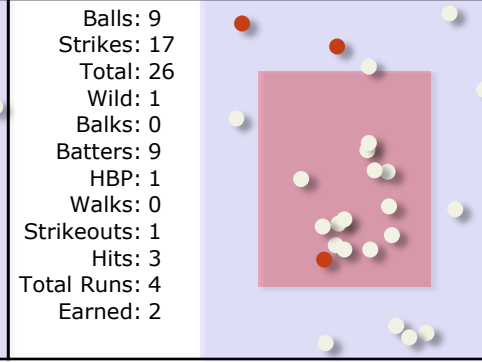 Balls: 9
Strikes: 17
Total: 26
Wild: 1
Balks: 0
Batters: 9
HBP: 1
Walks: 0
Strikeouts: 1
Hits: 3
Total Runs: 4
Earned: 2